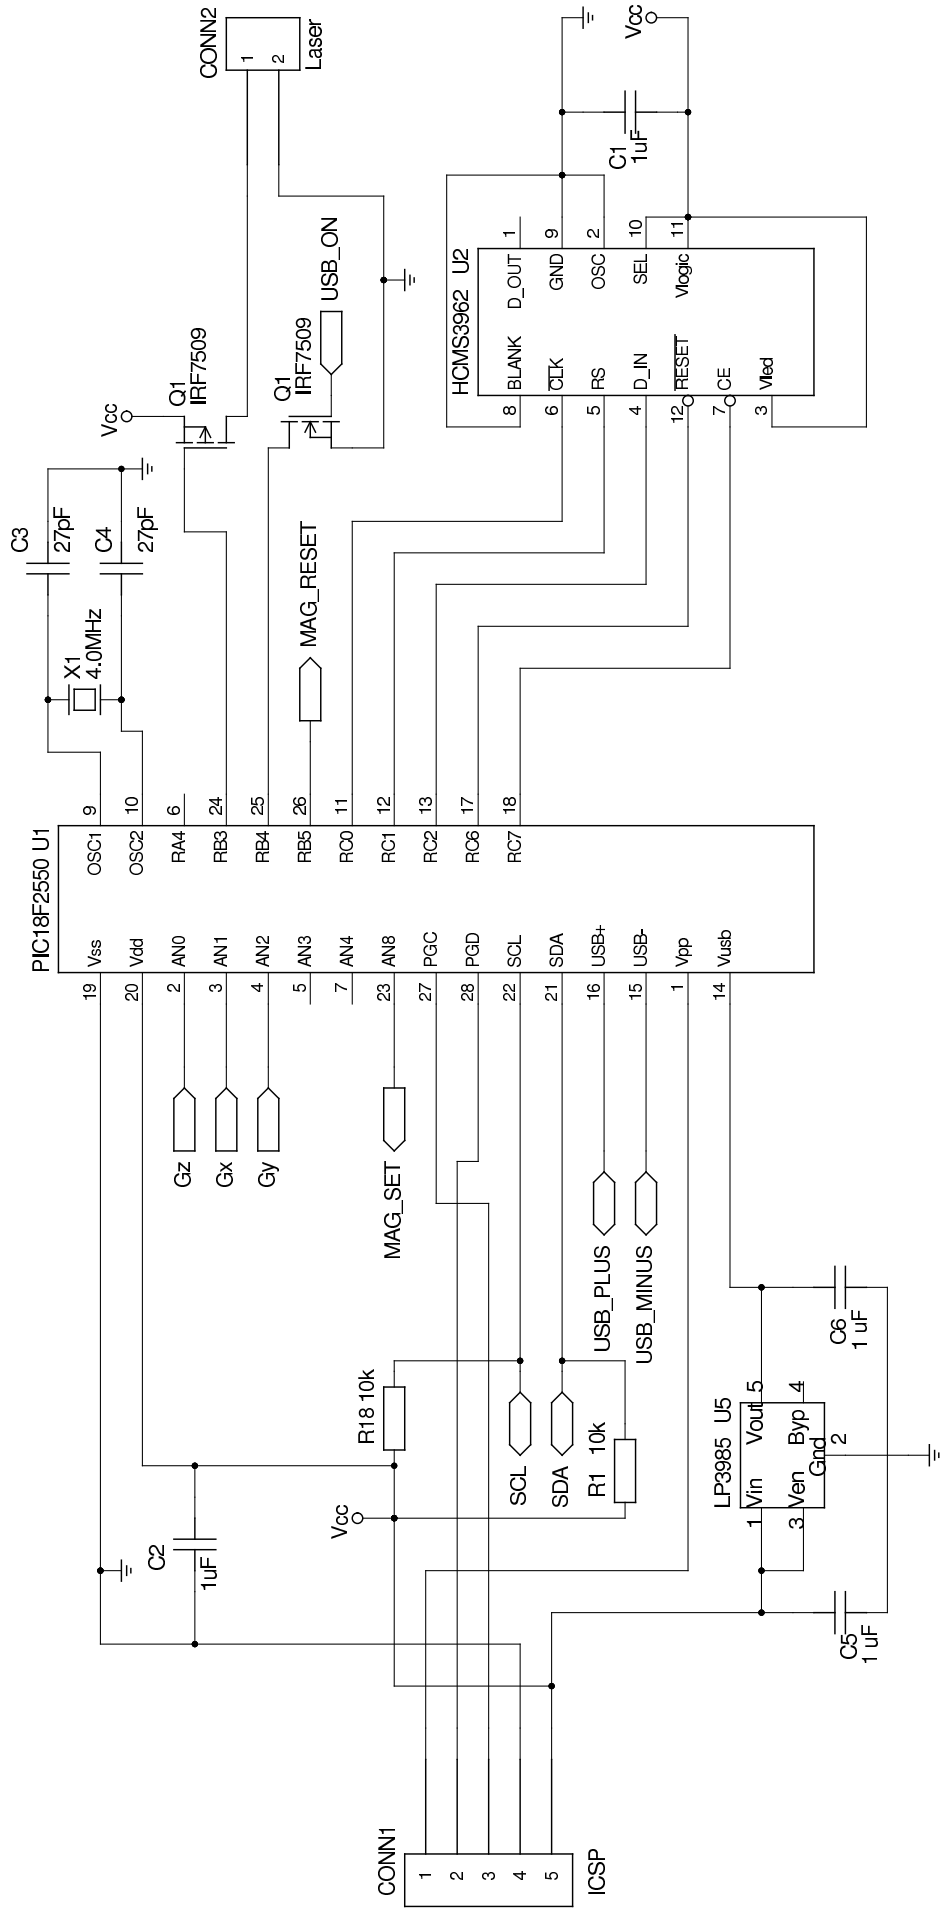 CONN2
1
2
Laser
Vcc
C1
1uF
USB_ON
Q1
IRF7509
Q1
IRF7509
Vcc
HCMS3962 U2
1
9
2
10
11
D_OUT
GND
OSC
SEL
Vlogic
BLANK
CLK
RS
D_IN
RESET
CE
Vled
8
6
5
4
12
7
3
C3
27pF
C4
27pF
X1
4.0MHz
MAG_RESET
PIC18F2550 U1
9
10
6
24
25
26
11
12
13
17
18
OSC1
OSC2
RA4
RB3
RB4
RB5
RC0
RC1
RC2
RC6
RC7
Vss
Vdd
AN0
AN1
AN2
AN3
AN4
AN8
PGC
PGD
SCL
SDA
USB+
USB-
Vpp
Vusb
19
20
2
3
4
5
7
23
27
28
22
21
16
15
1
14
Gz
Gx
Gy
MAG_SET
USB_PLUS
USB_MINUS
R18 10k
SCL
SDA
R1 10k
Vcc
C2
1uF
C6
1 uF
LP3985 U5
Vout 5
Byp 4
Gnd 2
Vin 1
Ven 3
C5
1 uF
CONN1
1
2
3
4
5
ICSP